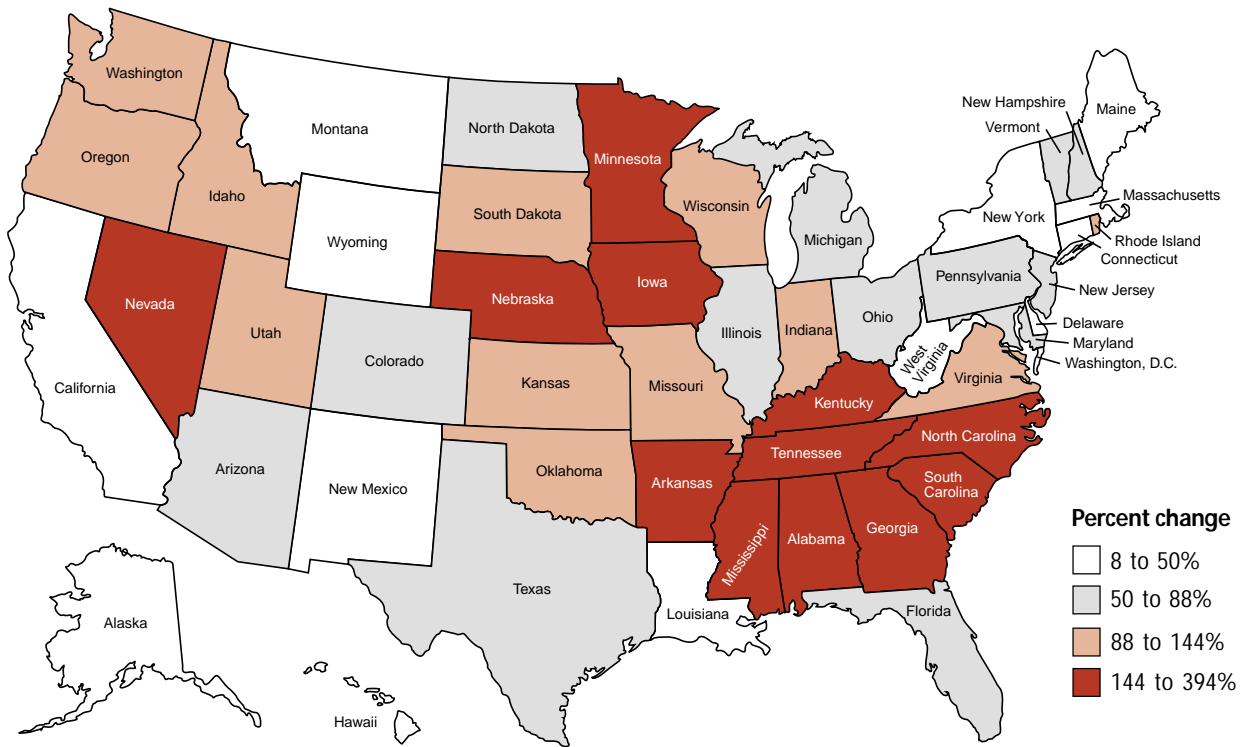 Washington
Montana
North Dakota
Minnesota
Oregon
Idaho
Wyoming
South Dakota
Wisconsin
Michigan
New Hampshire
Vermont
Maine
New York
Massachusetts
Rhode Island
Connecticut
Nevada
Utah
Colorado
Nebraska
Iowa
Illinois
Indiana
Ohio
Pennsylvania
New Jersey
Delaware
Maryland
Washington, D.C.
California
Kansas
Missouri
Kentucky
West
Virginia
Virginia
Arizona
New Mexico
Oklahoma
Arkansas
Tennessee
North Carolina
South
Carolina
Texas
Louisiana
Mississippi
Alabama
Georgia
Florida
Alaska
Hawaii
Percent change
8 to 50%
50 to 88%
88 to 144%
144 to 394%